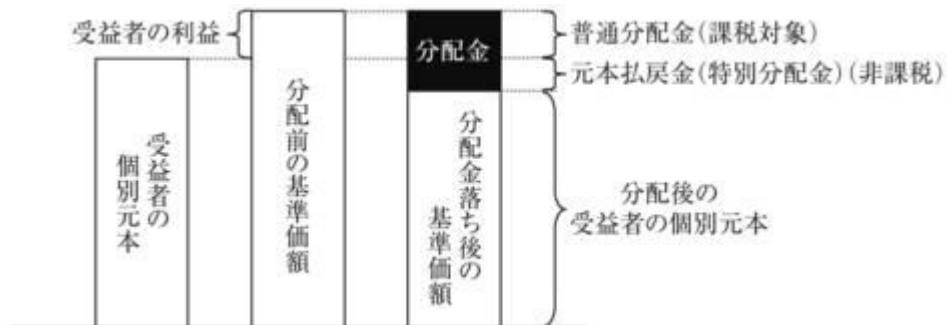 受益者の利益
受益者の
個別元本
分配前の基準価額
分配金
分配金落ち後の
基準価額
普通分配金(課税対象)
元本払戻金(特別分配金)(非課税)
分配後の
受益者の個別元本